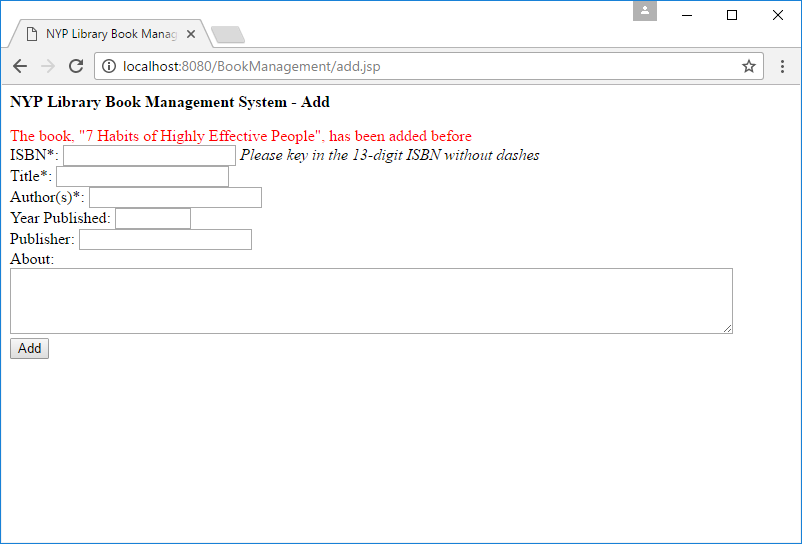 NYP Library Book Manag
localhost:8080/BookManagement/add.jsp
NYP Library Book Management System - Add
The book, "7 Habits of Highly Effective People", has been added before
ISBN*: Please key in the 13-digit ISBN without dashes
Title*:
Author(s)*:
Year Published:
Publisher:
About:
Add